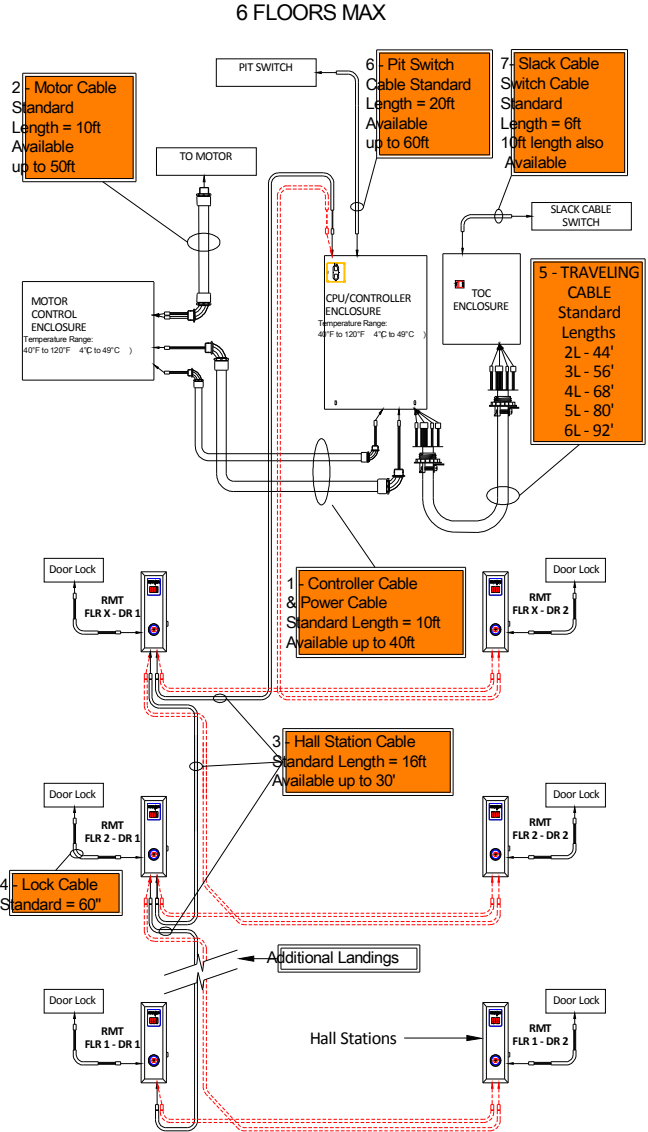 6 FLOORS MAX
2 - Motor Cable
Standard
Length = 10ft
Available
up to 50ft
PIT SWITCH
6 - Pit Switch
Cable Standard
Length = 20ft
Available
up to 60ft
7- Slack Cable
Switch Cable
Standard
Length = 6ft
10ft length also
Available
TO MOTOR
SLACK CABLE
SWITCH
MOTOR
CONTROL
ENCLOSURE
Temperature Range:
40°F to 120°F 4°C to 49°C )
CPU/CONTROLLER
ENCLOSURE
Temperature Range:
40°F to 120°F 4°C to 49°C )
TOC
ENCLOSURE
5 - TRAVELING
CABLE
Standard
Lengths
2L - 44'
3L - 56'
4L - 68'
5L - 80'
6L - 92'
1 - Controller Cable
& Power Cable
Standard Length = 10ft
Available up to 40ft
Door Lock
RMT
FLR X - DR 1
Door Lock
RMT
FLR X - DR 2
3 - Hall Station Cable
Standard Length = 16ft
Available up to 30'
Door Lock
RMT
FLR 2 - DR 1
Door Lock
RMT
FLR 2 - DR 2
4 - Lock Cable
Standard = 60"
Additional Landings
Door Lock
RMT
FLR 1 - DR 1
Hall Stations
Door Lock
RMT
FLR 1 - DR 2